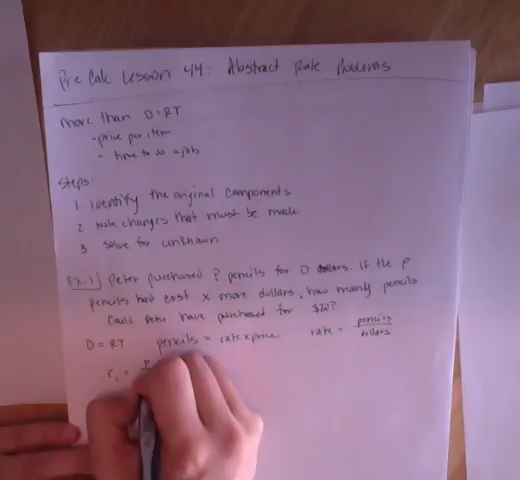 Pre Calc Lesson 44: Abstract Rate Problems
more than D=RT
- price per item
- time to do a job
Steps:
1 Identify the original components
2 Note changes that must be made
3 Solve for unknown
Ex. 1) Peter purchased P pencils for D dollars. If the P
pencils had cost x more dollars, how many pencils
could Peter have purchased for $20?
D = RT pencils = rate x price rate = pencils/dollars
r1 = P